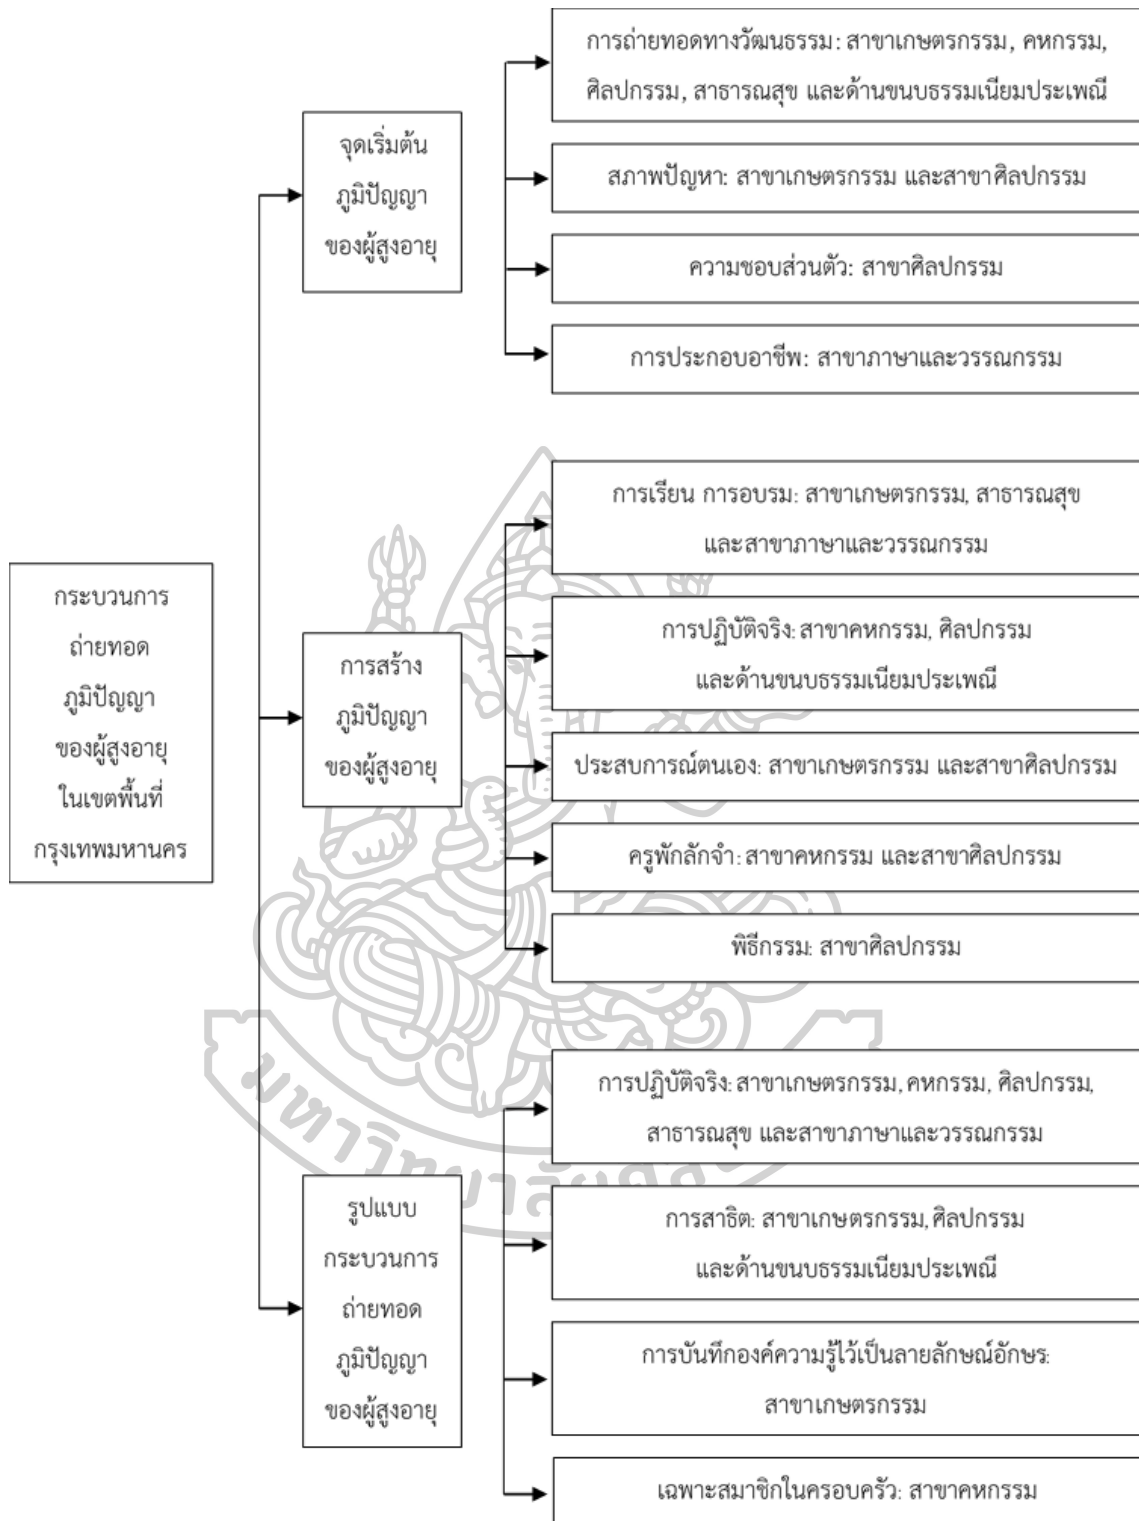 กระบวนการ
ถ่ายทอด
ภูมิปัญญา
ของผู้สูงอายุ
ในเขตพื้นที่
กรุงเทพมหานคร
จุดเริ่มต้น
ภูมิปัญญา
ของผู้สูงอายุ
การถ่ายทอดทางวัฒนธรรม: สาขาเกษตรกรรม, คหกรรม,
ศิลปกรรม, สาธารณสุข และด้านขนบธรรมเนียมประเพณี
สภาพปัญหา: สาขาเกษตรกรรม และสาขาศิลปกรรม
ความชอบส่วนตัว: สาขาศิลปกรรม
การประกอบอาชีพ: สาขาภาษาและวรรณกรรม
การสร้าง
ภูมิปัญญา
ของผู้สูงอายุ
การเรียน การอบรม: สาขาเกษตรกรรม, สาธารณสุข
และสาขาภาษาและวรรณกรรม
การปฏิบัติจริง: สาขาคหกรรม, ศิลปกรรม
และด้านขนบธรรมเนียมประเพณี
ประสบการณ์ตนเอง: สาขาเกษตรกรรม และสาขาศิลปกรรม
ครูพักลักจำ: สาขาคหกรรม และสาขาศิลปกรรม
พิธีกรรม: สาขาศิลปกรรม
รูปแบบ
กระบวนการ
ถ่ายทอด
ภูมิปัญญา
ของผู้สูงอายุ
การปฏิบัติจริง: สาขาเกษตรกรรม, คหกรรม, ศิลปกรรม,
สาธารณสุข และสาขาภาษาและวรรณกรรม
การสาธิต: สาขาเกษตรกรรม, ศิลปกรรม
และด้านขนบธรรมเนียมประเพณี
การบันทึกองค์ความรู้ไว้เป็นลายลักษณ์อักษร:
สาขาเกษตรกรรม
เฉพาะสมาชิกในครอบครัว: สาขาคหกรรม
มหาวิทยาลัย